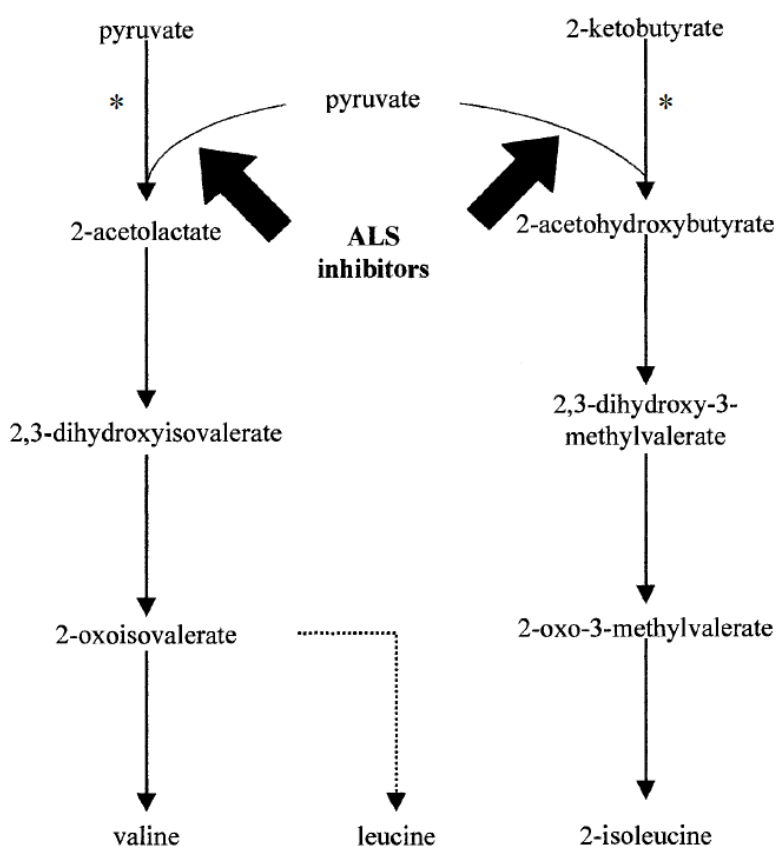 pyruvate
2-ketobutyrate
*
pyruvate
*
2-acetolactate
ALS
inhibitors
2-acetohydroxybutyrate
2,3-dihydroxyisovalerate
2,3-dihydroxy-3-
methylvalerate
2-oxoisovalerate
2-oxo-3-methylvalerate
valine
leucine
2-isoleucine